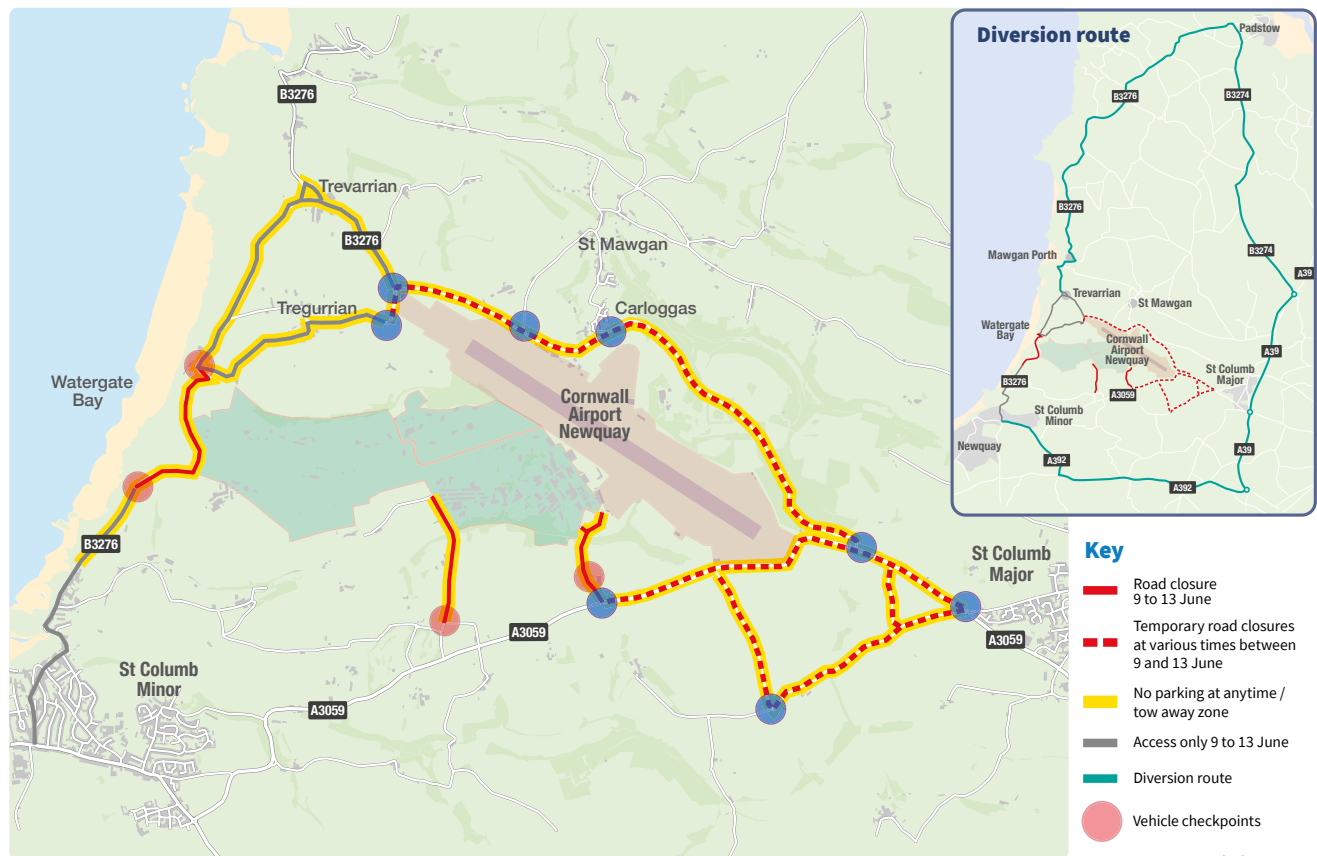 B3276
Trevarrian
B3276
St Mawgan
Tregurrian
Carloggas
Watergate
Bay
Cornwall
Airport
Newquay
B3276
St Columb
Major
A3059
A3059
St Columb
Minor
A3059
Diversion route
Padstow
B3276
B3274
B3276
B3274
Mawgan Porth
A39
Trevarrian
St Mawgan
Watergate
Bay
Cornwall
Airport
Newquay
A39
St Columb
Major
B3276
A3059
St Columb
Minor
Newquay
A39
A392
A392
Key
Road closure
9 to 13 June
Temporary road closures
at various times between
9 and 13 June
No parking at anytime /
tow away zone
Access only 9 to 13 June
Diversion route
Vehicle checkpoints